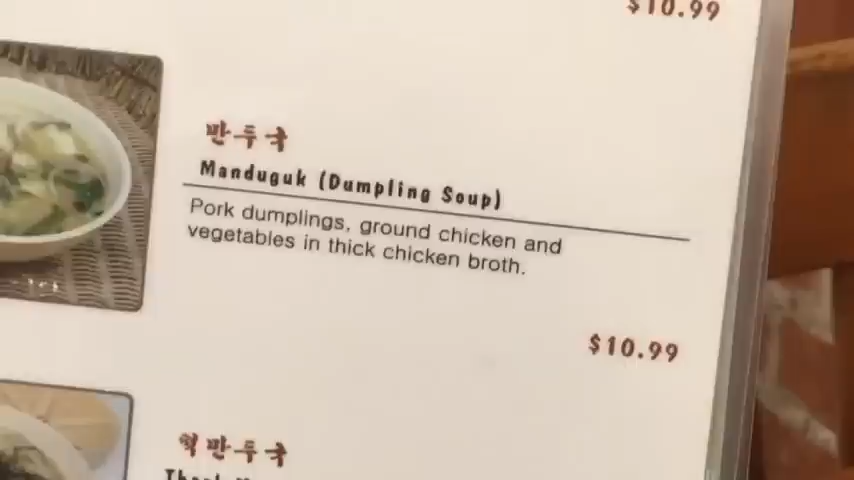 $10.99
만두국
Manduguk (Dumpling Soup)
Pork dumplings, ground chicken and
vegetables in thick chicken broth.
$10.99
떡만두국